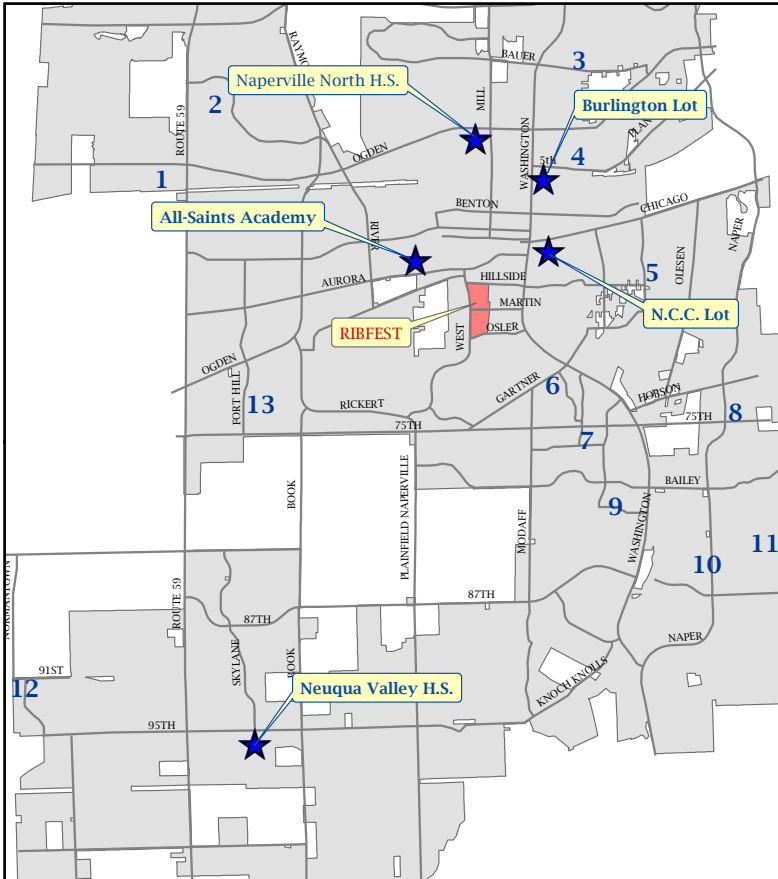 RAYMO
BAUER
3
Naperville North H.S.
2
MILL
Burlington Lot
ROUTE 59
WASHINGTON
PLAN
OGDEN
5th
4
1
BENTON
CHICAGO
All-Saints Academy
RIVER
NAPER
AURORA
HILLSIDE
5
OLESEN
MARTIN
N.C.C. Lot
RIBFEST
WEST
OSLER
OGDEN
GARTNER
6
HOBSON
FORT HILL
13
RICKERT
75TH
75TH
8
7
BAILEY
BOOK
PLAINFIELD NAPERVILLE
MODAFF
9
WASHINGTON
11
10
NORMANTOWN
ROUTE 59
87TH
87TH
NAPER
SKYLANE
BOOK
91ST
12
Neuqua Valley H.S.
KNOCH KNOLLS
95TH